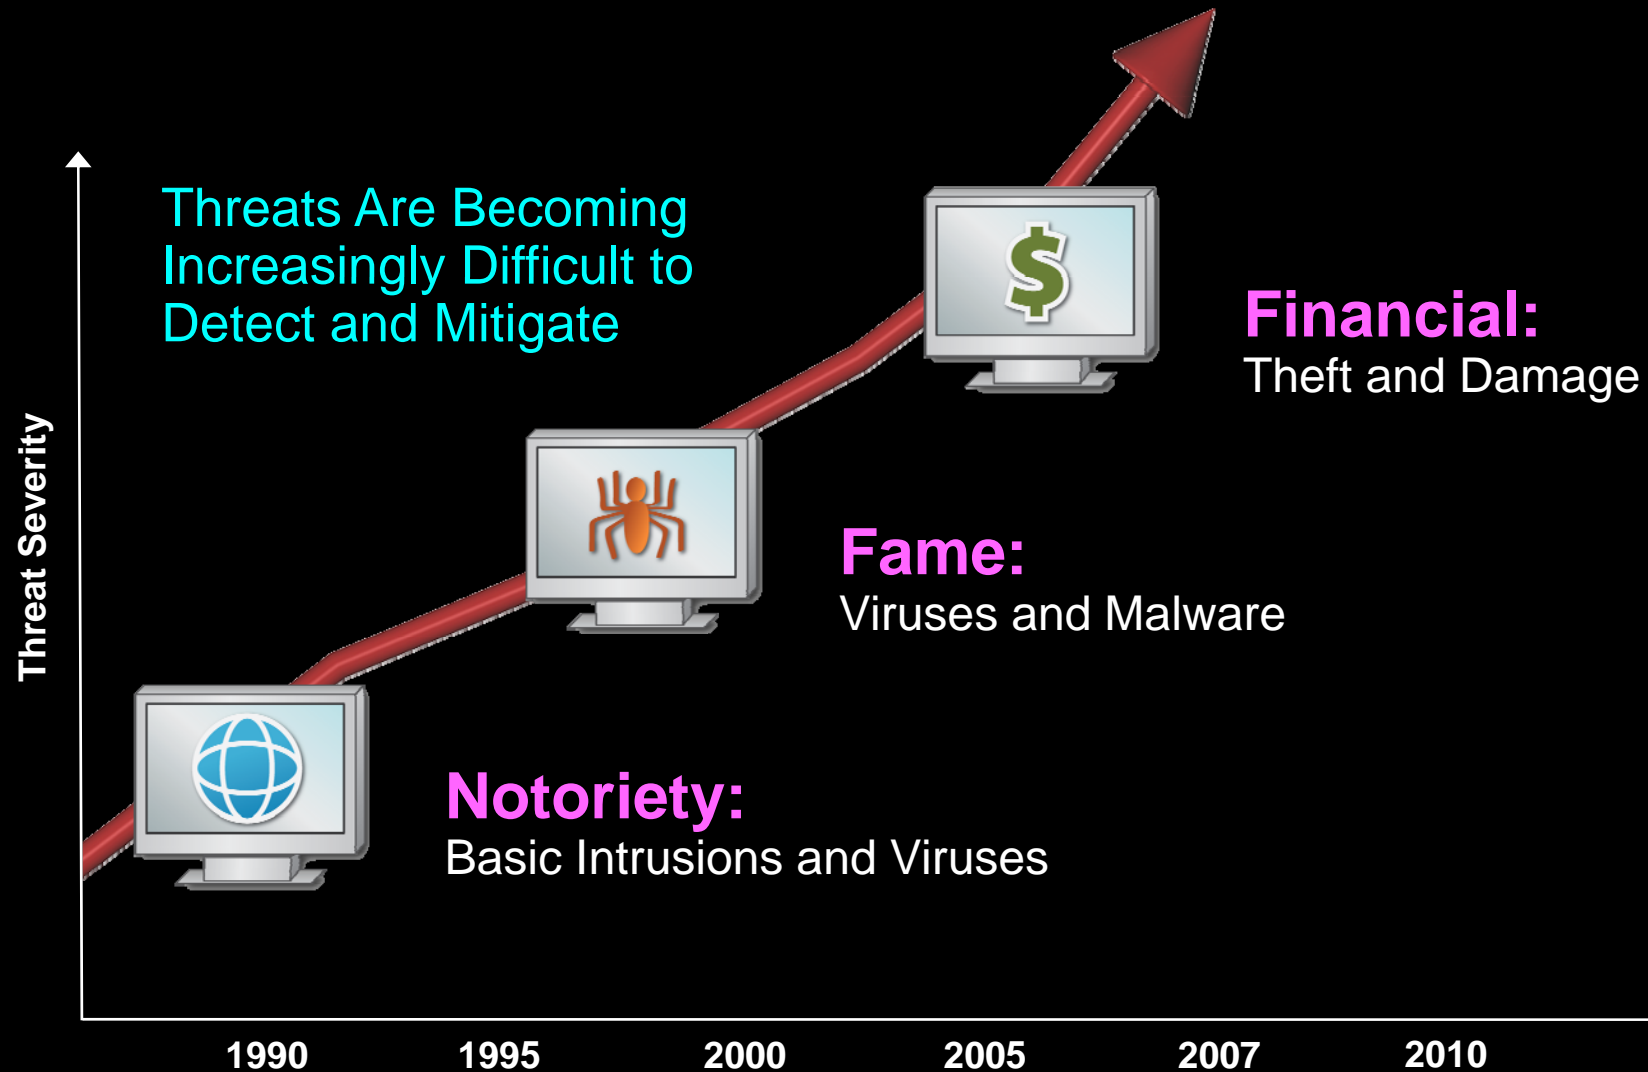 Threats Are Becoming
Increasingly Difficult to
Detect and Mitigate
$
Financial:
Theft and Damage
Threat Severity
Fame:
Viruses and Malware
Notoriety:
Basic Intrusions and Viruses
1990 1995 2000 2005 2007 2010